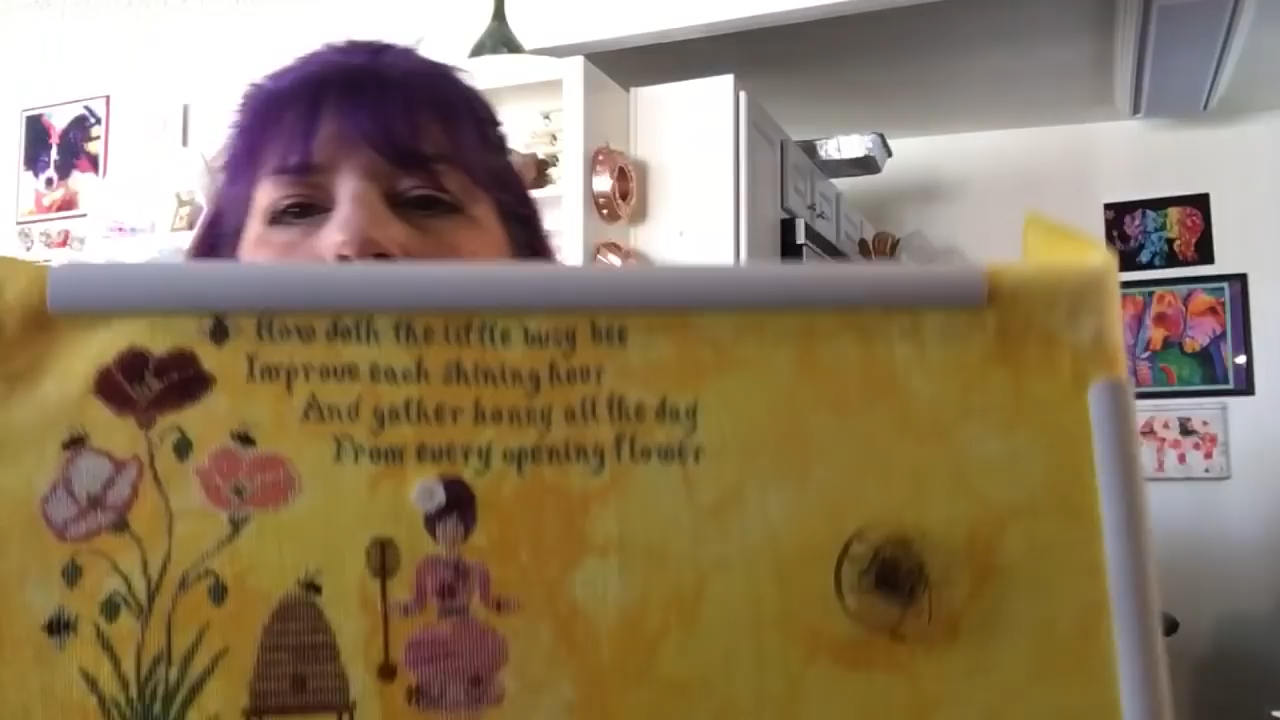 How doth the little busy bee
Improve each shining hour
And gather honey all the day
From every opening flower